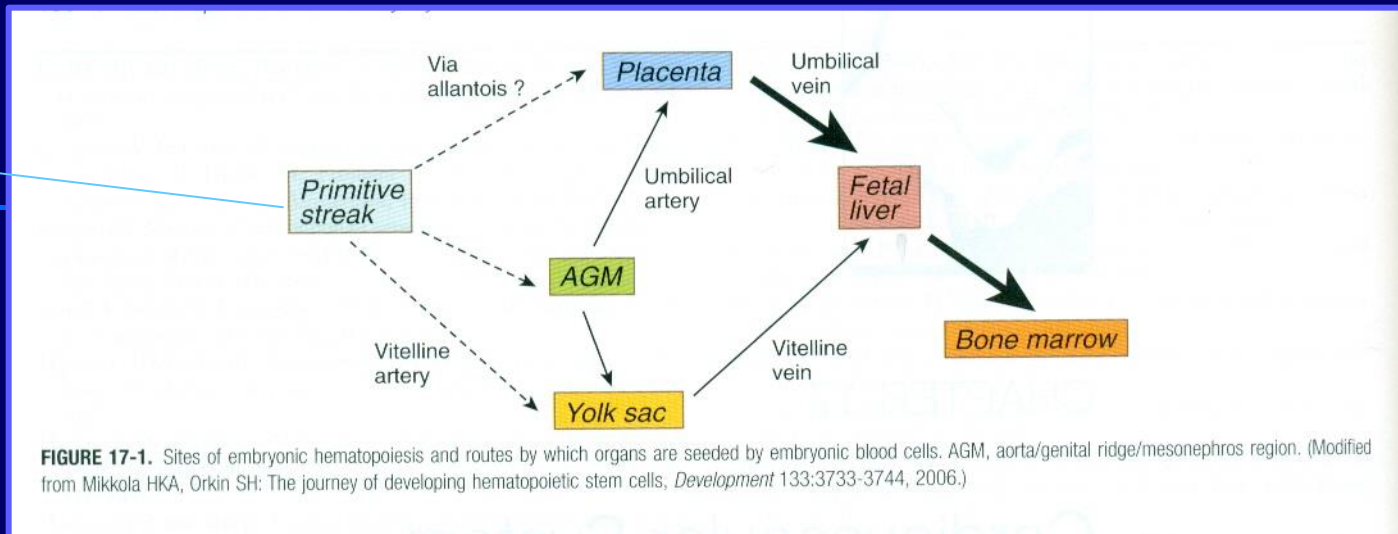 Via
allantois ?
Placenta
Umbilical
vein
Primitive
streak
Umbilical
artery
Fetal
liver
AGM
Bone marrow
Vitelline
artery
Vitelline
vein
Yolk sac
FIGURE 17-1. Sites of embryonic hematopoiesis and routes by which organs are seeded by embryonic blood cells. AGM, aorta/genital ridge/mesonephros region. (Modified
from Mikkola HKA, Orkin SH: The journey of developing hematopoietic stem cells, Development 133:3733-3744, 2006.)